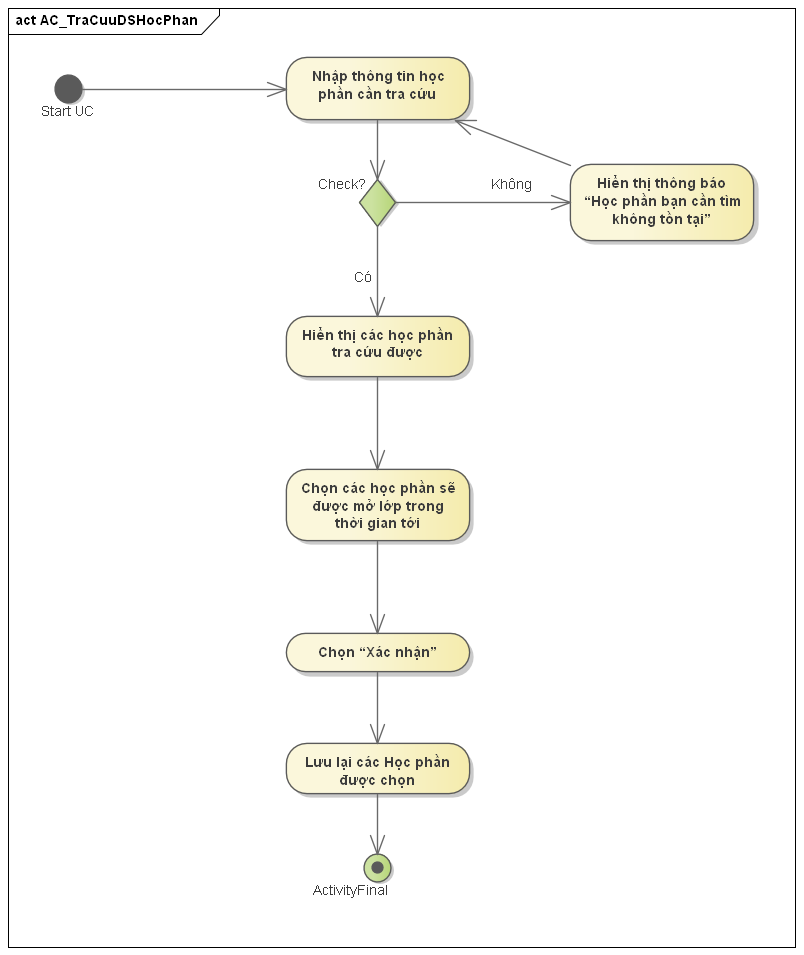 act AC_TraCuuDSHocPhan
Start UC
Nhập thông tin học
phần cần tra cứu
Check?
Không
Hiển thị thông báo
“Học phần bạn cần tìm
không tồn tại”
Có
Hiển thị các học phần
tra cứu được
Chọn các học phần sẽ
được mở lớp trong
thời gian tới
Chọn “Xác nhận”
Lưu lại các Học phần
được chọn
ActivityFinal